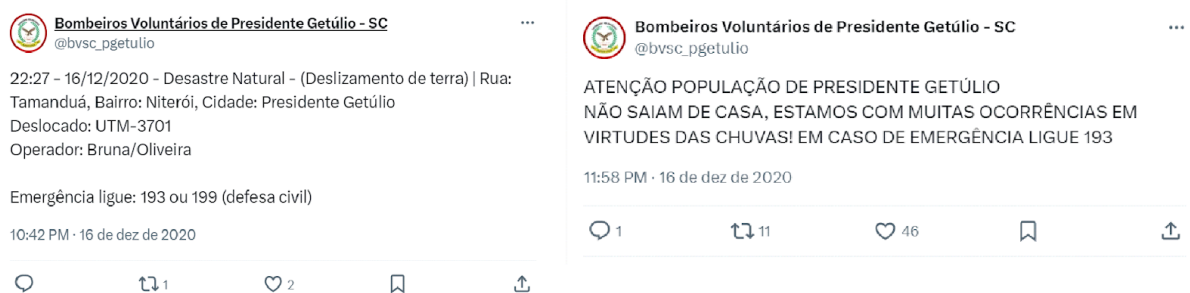 Bombeiros Voluntários de Presidente Getúlio - SC
@bvsc_pgetulio
22:27 - 16/12/2020 - Desastre Natural - (Deslizamento de terra) | Rua:
Tamanduá, Bairro: Niterói, Cidade: Presidente Getúlio
Deslocado: UTM-3701
Operador: Bruna/Oliveira
Emergência ligue: 193 ou 199 (defesa civil)
10:42 PM · 16 de dez de 2020
1
2
Bombeiros Voluntários de Presidente Getúlio - SC
@bvsc_pgetulio
ATENÇÃO POPULAÇÃO DE PRESIDENTE GETÚLIO
NÃO SAIAM DE CASA, ESTAMOS COM MUITAS OCORRÊNCIAS EM
VIRTUDES DAS CHUVAS! EM CASO DE EMERGÊNCIA LIGUE 193
11:58 PM · 16 de dez de 2020
1
11
46